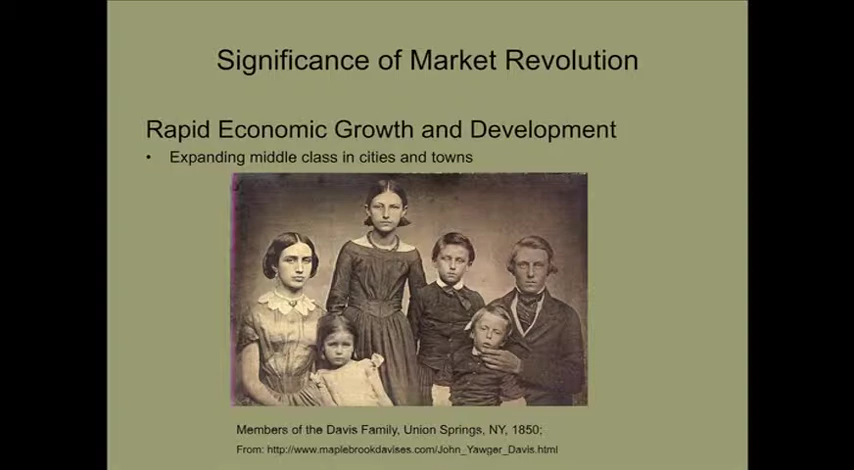 Significance of Market Revolution
Rapid Economic Growth and Development
• Expanding middle class in cities and towns
Members of the Davis Family, Union Springs, NY, 1850;
From: http://www.maplebrookdavises.com/John_Yawger_Davis.html